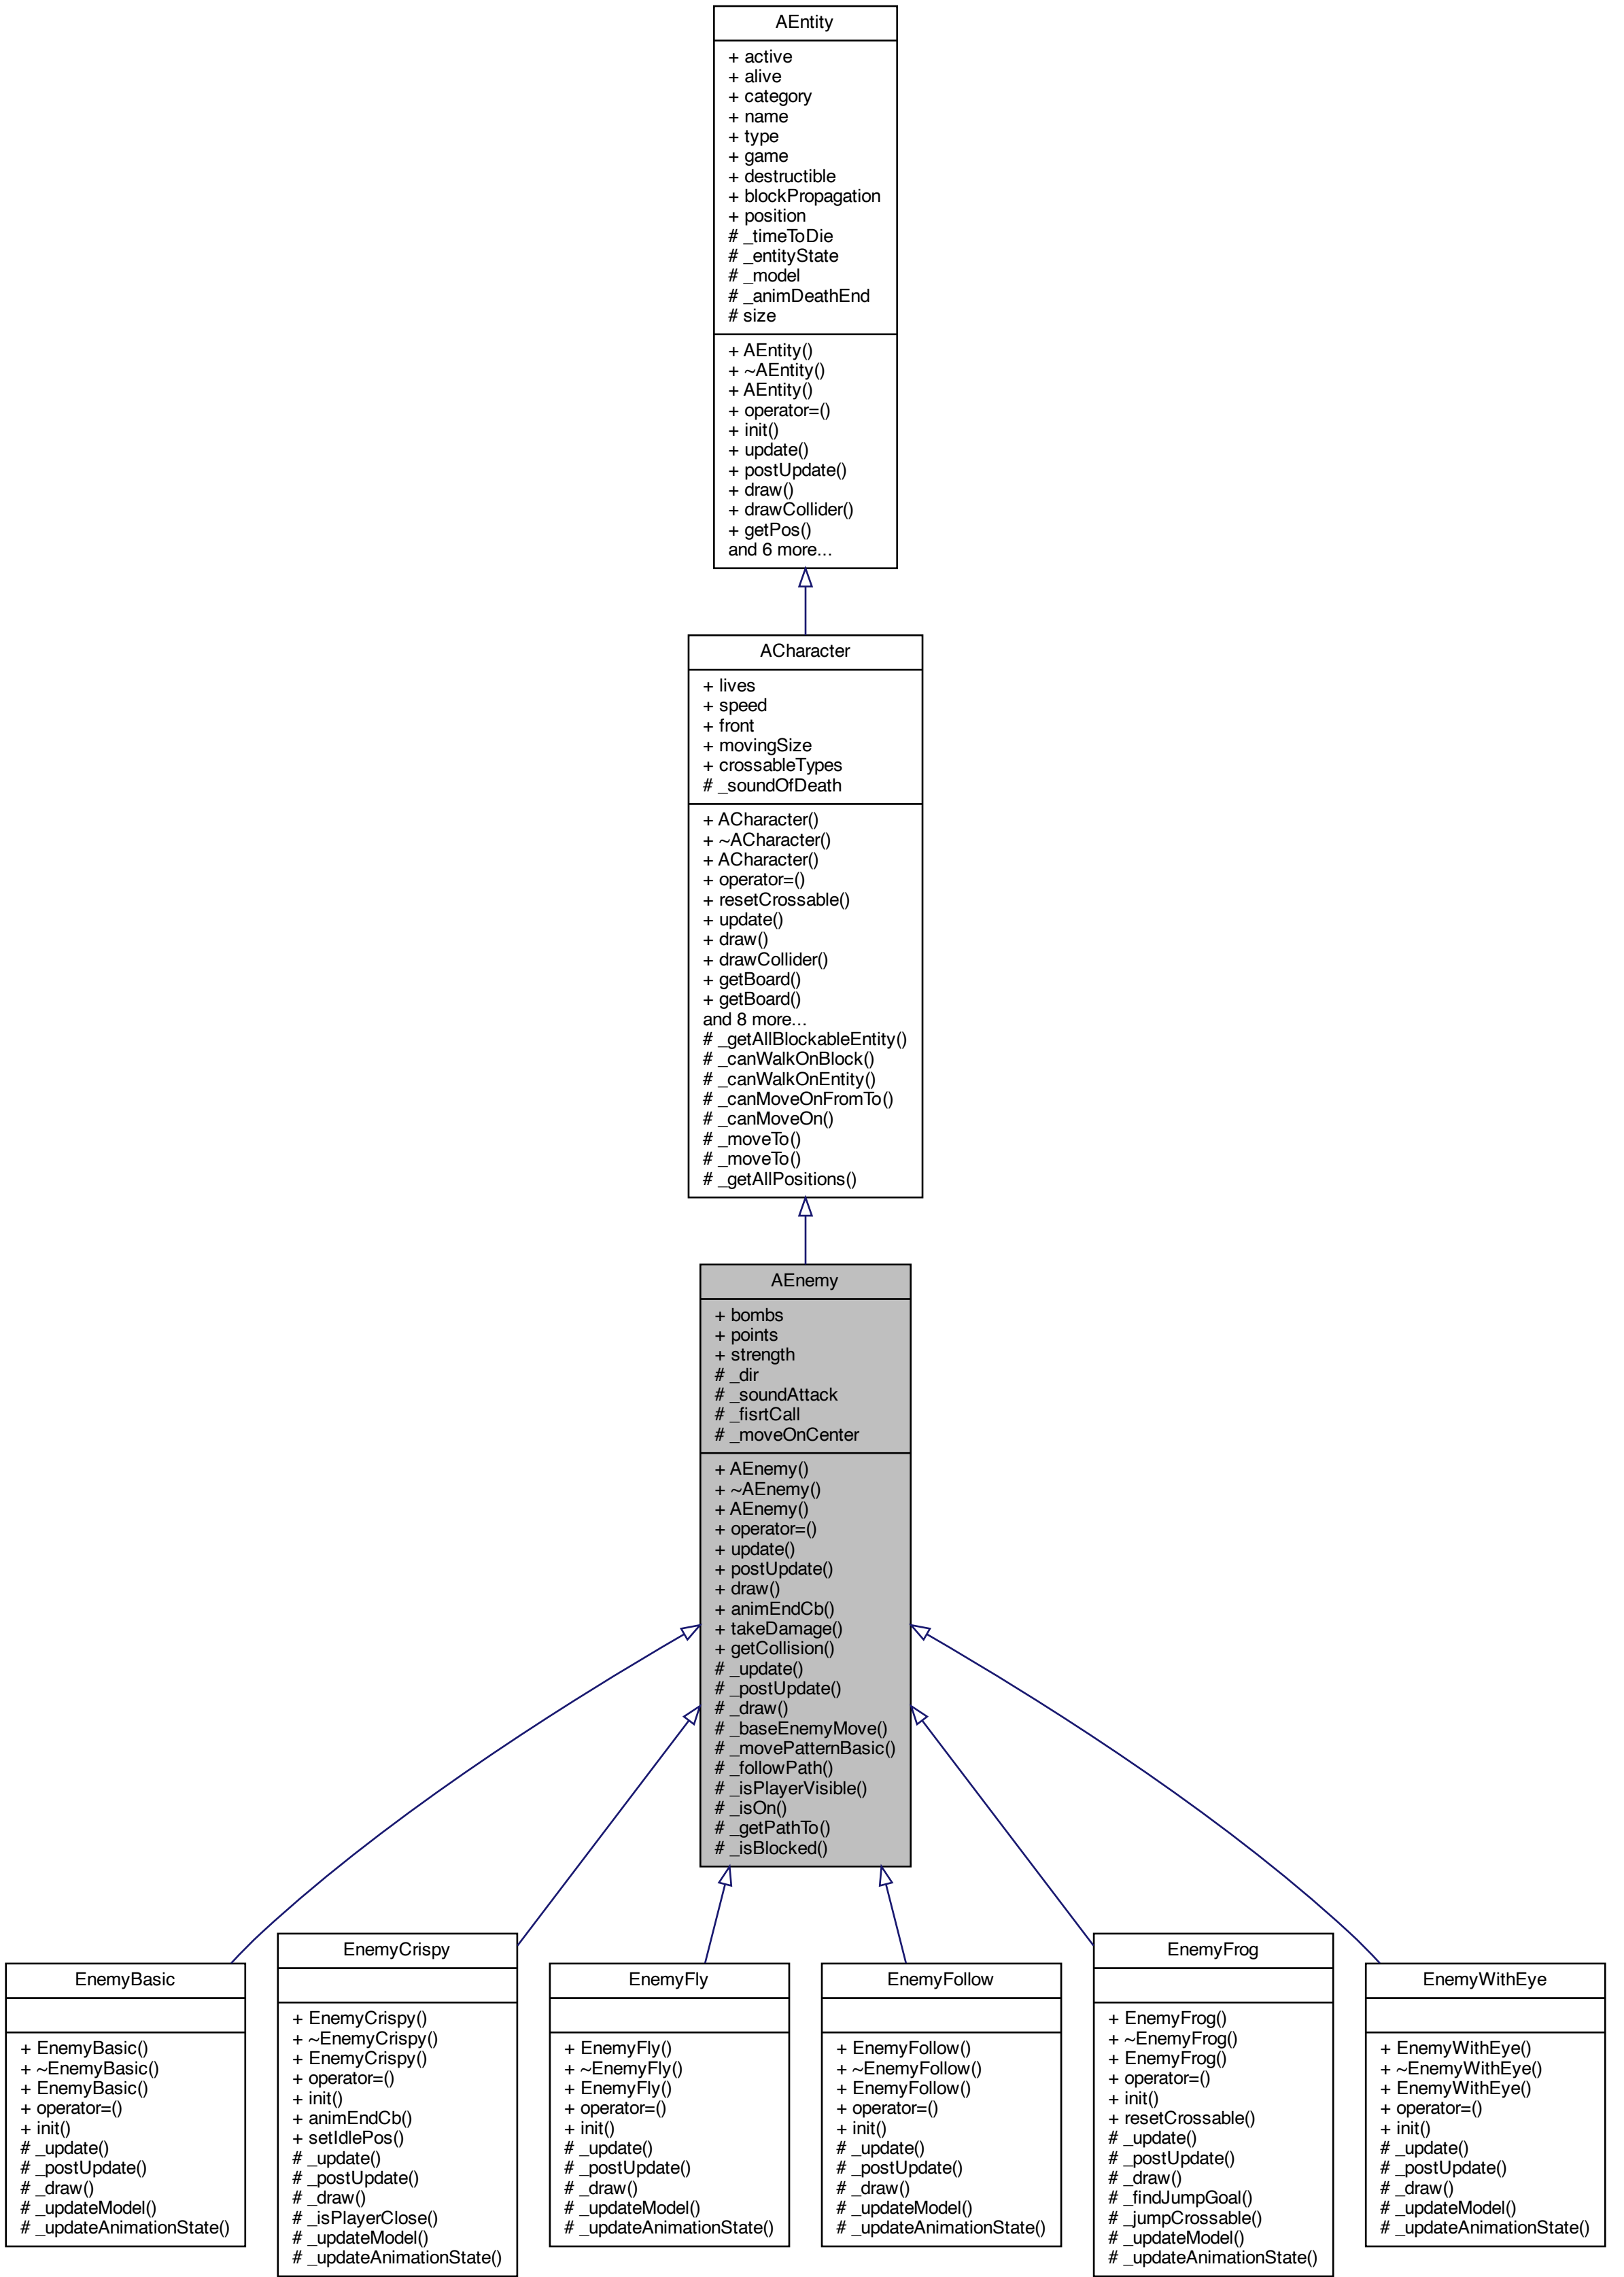 AEntity
+ active
+ alive
+ category
+ name
+ type
+ game
+ destructible
+ blockPropagation
+ position
# _timeToDie
# _entityState
# _model
# _animDeathEnd
# size
+ AEntity()
+ ~AEntity()
+ AEntity()
+ operator=()
+ init()
+ update()
+ postUpdate()
+ draw()
+ drawCollider()
+ getPos()
and 6 more...
ACharacter
+ lives
+ speed
+ front
+ movingSize
+ crossableTypes
# _soundOfDeath
+ ACharacter()
+ ~ACharacter()
+ ACharacter()
+ operator=()
+ resetCrossable()
+ update()
+ draw()
+ drawCollider()
+ getBoard()
+ getBoard()
and 8 more...
# _getAllBlockableEntity()
# _canWalkOnBlock()
# _canWalkOnEntity()
# _canMoveOnFromTo()
# _canMoveOn()
# _moveTo()
# _moveTo()
# _getAllPositions()
AEnemy
+ bombs
+ points
+ strength
# _dir
# _soundAttack
# _fisrtCall
# _moveOnCenter
+ AEnemy()
+ ~AEnemy()
+ AEnemy()
+ operator=()
+ update()
+ postUpdate()
+ draw()
+ animEndCb()
+ takeDamage()
+ getCollision()
# _update()
# _postUpdate()
# _draw()
# _baseEnemyMove()
# _movePatternBasic()
# _followPath()
# _isPlayerVisible()
# _isOn()
# _getPathTo()
# _isBlocked()
EnemyBasic
+ EnemyBasic()
+ ~EnemyBasic()
+ EnemyBasic()
+ operator=()
+ init()
# _update()
# _postUpdate()
# _draw()
# _updateModel()
# _updateAnimationState()
EnemyCrispy
+ EnemyCrispy()
+ ~EnemyCrispy()
+ EnemyCrispy()
+ operator=()
+ init()
+ animEndCb()
+ setIdlePos()
# _update()
# _postUpdate()
# _draw()
# _isPlayerClose()
# _updateModel()
# _updateAnimationState()
EnemyFly
+ EnemyFly()
+ ~EnemyFly()
+ EnemyFly()
+ operator=()
+ init()
# _update()
# _postUpdate()
# _draw()
# _updateModel()
# _updateAnimationState()
EnemyFollow
+ EnemyFollow()
+ ~EnemyFollow()
+ EnemyFollow()
+ operator=()
+ init()
# _update()
# _postUpdate()
# _draw()
# _updateModel()
# _updateAnimationState()
EnemyFrog
+ EnemyFrog()
+ ~EnemyFrog()
+ EnemyFrog()
+ operator=()
+ init()
+ resetCrossable()
# _update()
# _postUpdate()
# _draw()
# _findJumpGoal()
# _jumpCrossable()
# _updateModel()
# _updateAnimationState()
EnemyWithEye
+ EnemyWithEye()
+ ~EnemyWithEye()
+ EnemyWithEye()
+ operator=()
+ init()
# _update()
# _postUpdate()
# _draw()
# _updateModel()
# _updateAnimationState()